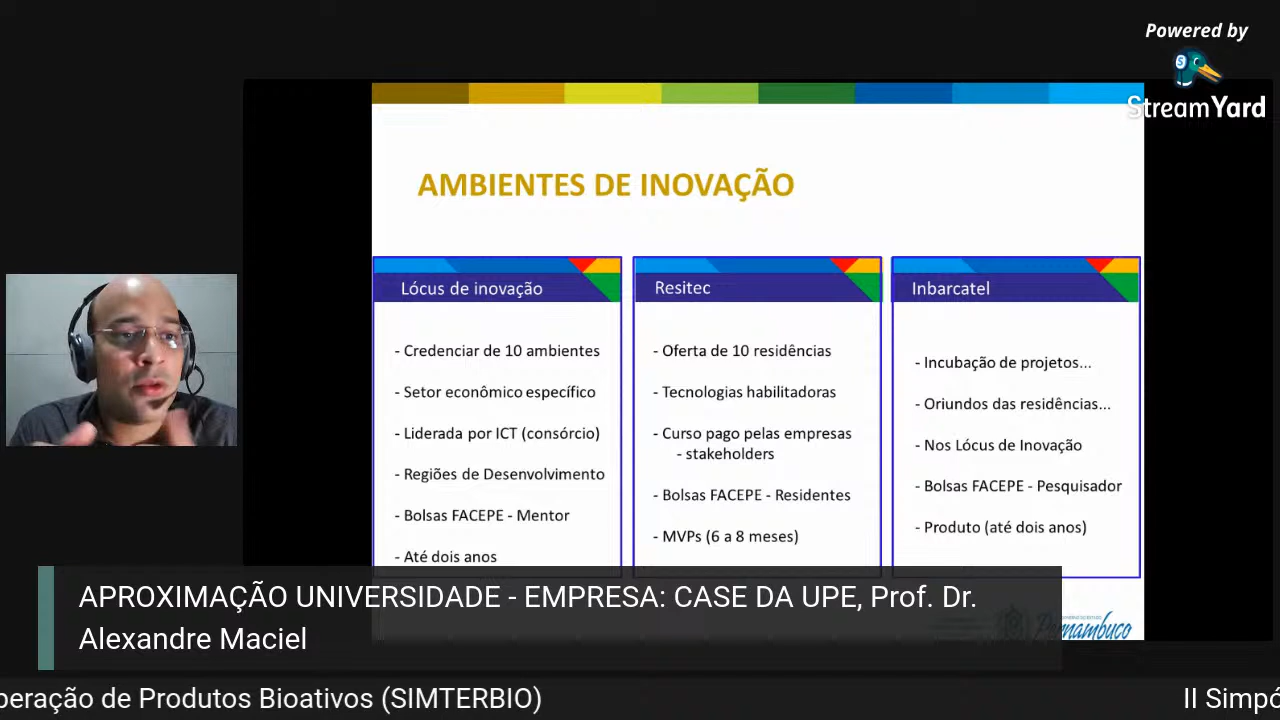 Powered by
StreamYard
AMBIENTES DE INOVAÇÃO
Lócus de inovação
- Credenciar de 10 ambientes
- Setor econômico específico
- Liderada por ICT (consórcio)
- Regiões de Desenvolvimento
- Bolsas FACEPE - Mentor
- Até dois anos
Resitec
- Oferta de 10 residências
- Tecnologias habilitadoras
- Curso pago pelas empresas
- stakeholders
- Bolsas FACEPE - Residentes
- MVPs (6 a 8 meses)
Inbarcatel
- Incubação de projetos...
- Oriundos das residências...
- Nos Lócus de Inovação
- Bolsas FACEPE - Pesquisador
- Produto (até dois anos)
Pernambuco
APROXIMAÇÃO UNIVERSIDADE - EMPRESA: CASE DA UPE, Prof. Dr.
Alexandre Maciel
peração de Produtos Bioativos (SIMTERBIO) II Simpó